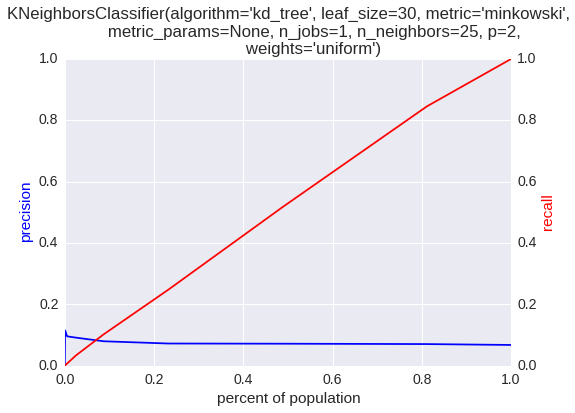 KNeighborsClassifier(algorithm='kd_tree', leaf_size=30, metric='minkowski',
metric_params=None, n_jobs=1, n_neighbors=25, p=2,
weights='uniform')
1.0 1.0
0.8 0.8
0.6 0.6
precision recall
0.4 0.4
0.2 0.2
0.0 0.0
0.0 0.2 0.4 0.6 0.8 1.0
percent of population